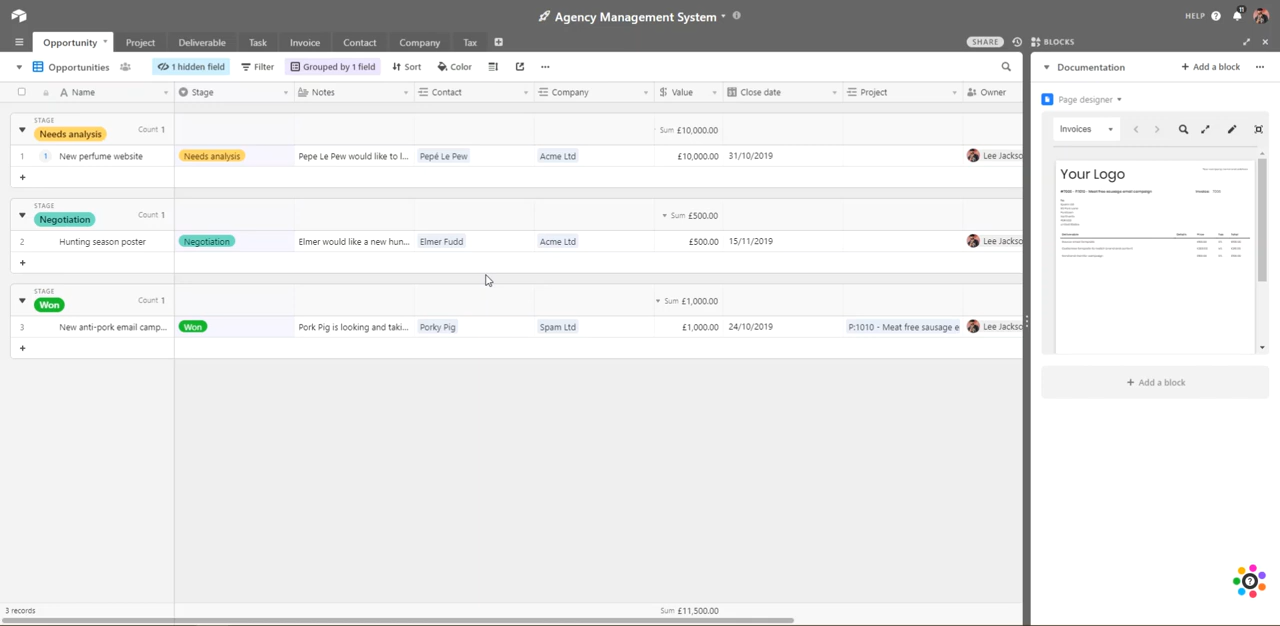 Agency Management System
HELP
11
Opportunity
Project
Deliverable
Task
Invoice
Contact
Company
Tax
SHARE
BLOCKS
Opportunities
1 hidden field
Filter
Grouped by 1 field
Sort
Color
Documentation
Add a block
Name
Stage
Notes
Contact
Company
Value
Close date
Project
Owner
Page designer
STAGE
Needs analysis
Count 1
Sum £10,000.00
Invoices
1 1 New perfume website
Needs analysis
Pepe Le Pew would like to l...
Pepé Le Pew
Acme Ltd
£10,000.00
31/10/2019
Lee Jackso
Your Logo
STAGE
Negotiation
Count 1
Sum £500.00
2 Hunting season poster
Negotiation
Elmer would like a new hun...
Elmer Fudd
Acme Ltd
£500.00
15/11/2019
Lee Jackso
STAGE
Won
Count 1
Sum £1,000.00
3 New anti-pork email camp...
Won
Pork Pig is looking and taki...
Porky Pig
Spam Ltd
£1,000.00
24/10/2019
P:1010 - Meat free sausage e
Lee Jackso
Add a block
3 records
Sum £11,500.00